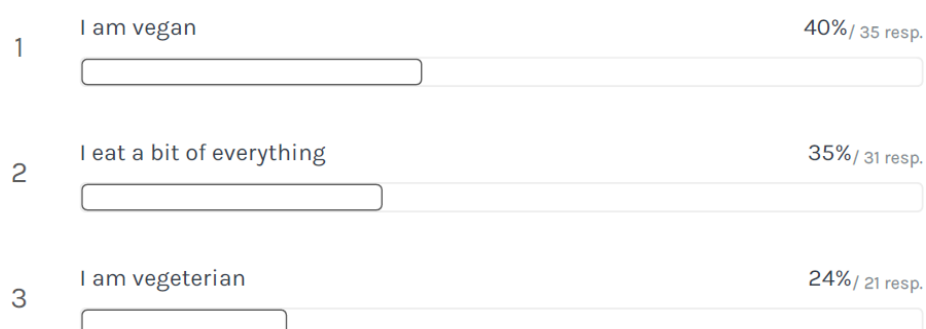 1
I am vegan
40% / 35 resp.
2
I eat a bit of everything
35% / 31 resp.
3
I am vegeterian
24% / 21 resp.